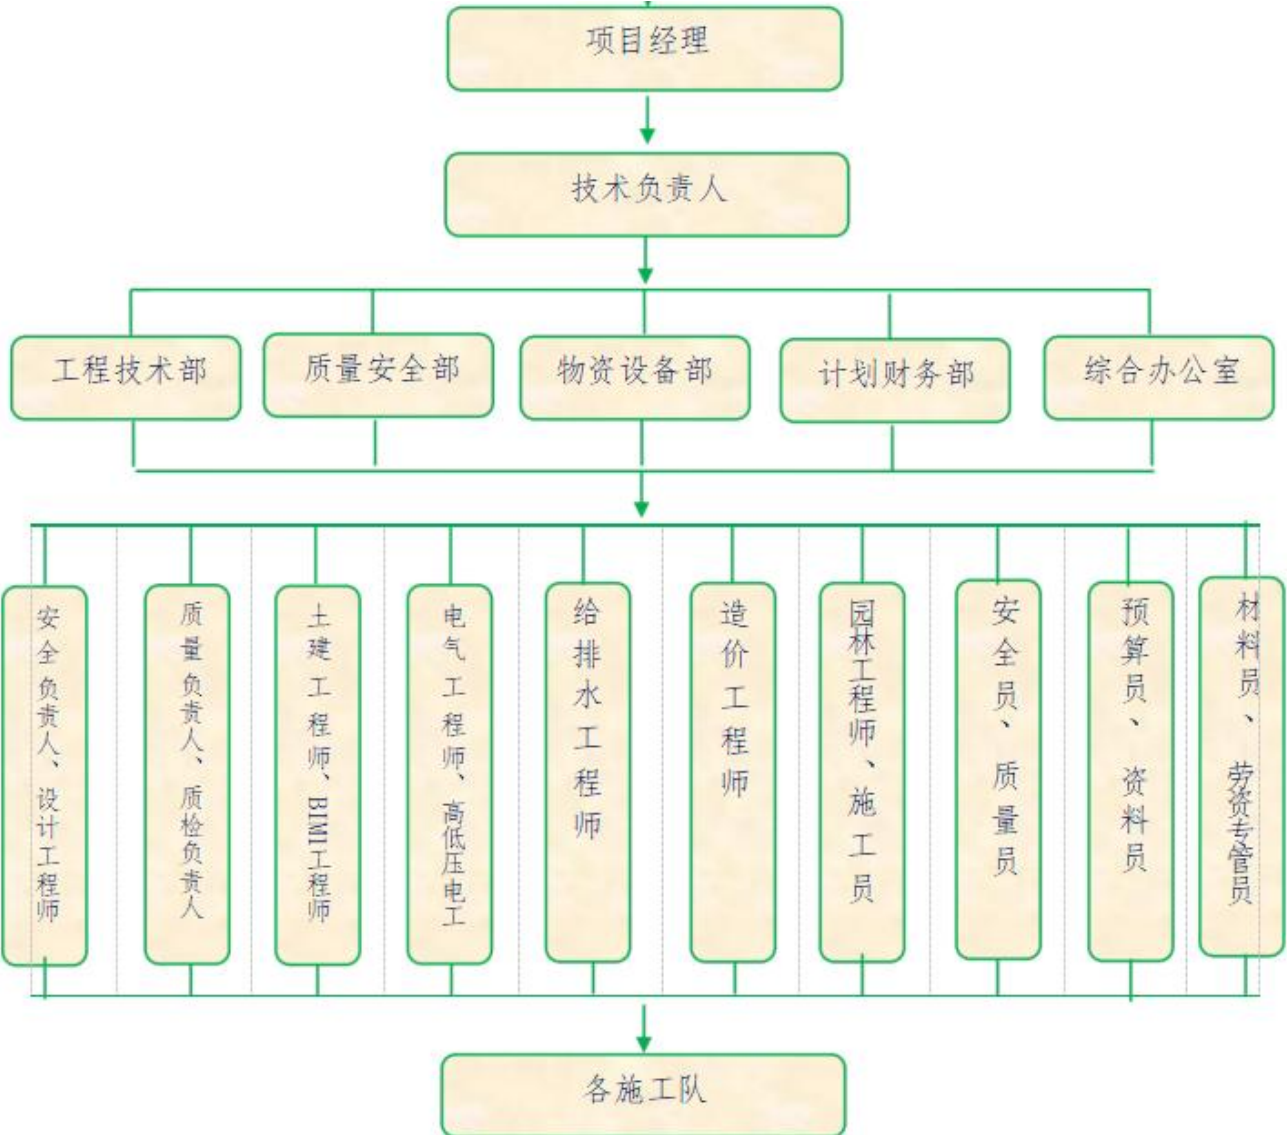 项目经理
技术负责人
工程技术部
质量安全部
物资设备部
计划财务部
综合办公室
安全负责人、设计工程师
质量负责人、质检负责人
土建工程师、BIMI工程师
电气工程师、高低压电工
给排水工程师
造价工程师
园林工程师、施工员
安全员、质量员
预算员、资料员
材料员、劳资专管员
各施工队